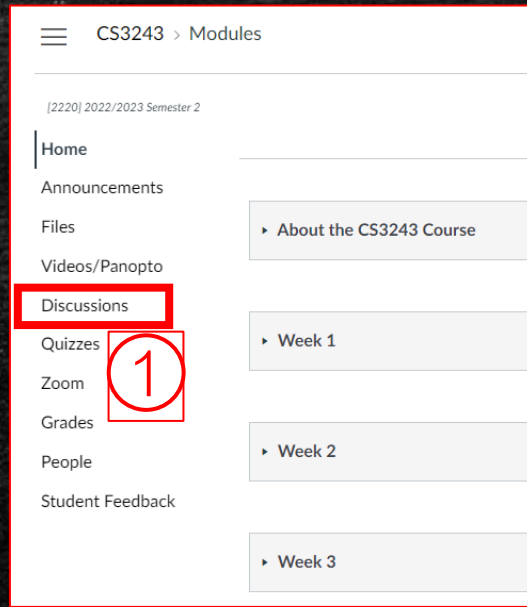 CS3243 > Modules
[2220] 2022/2023 Semester 2
Home
Announcements
Files
Videos/Panopto
Discussions
Quizzes
Zoom
Grades
People
Student Feedback
1
About the CS3243 Course
Week 1
Week 2
Week 3